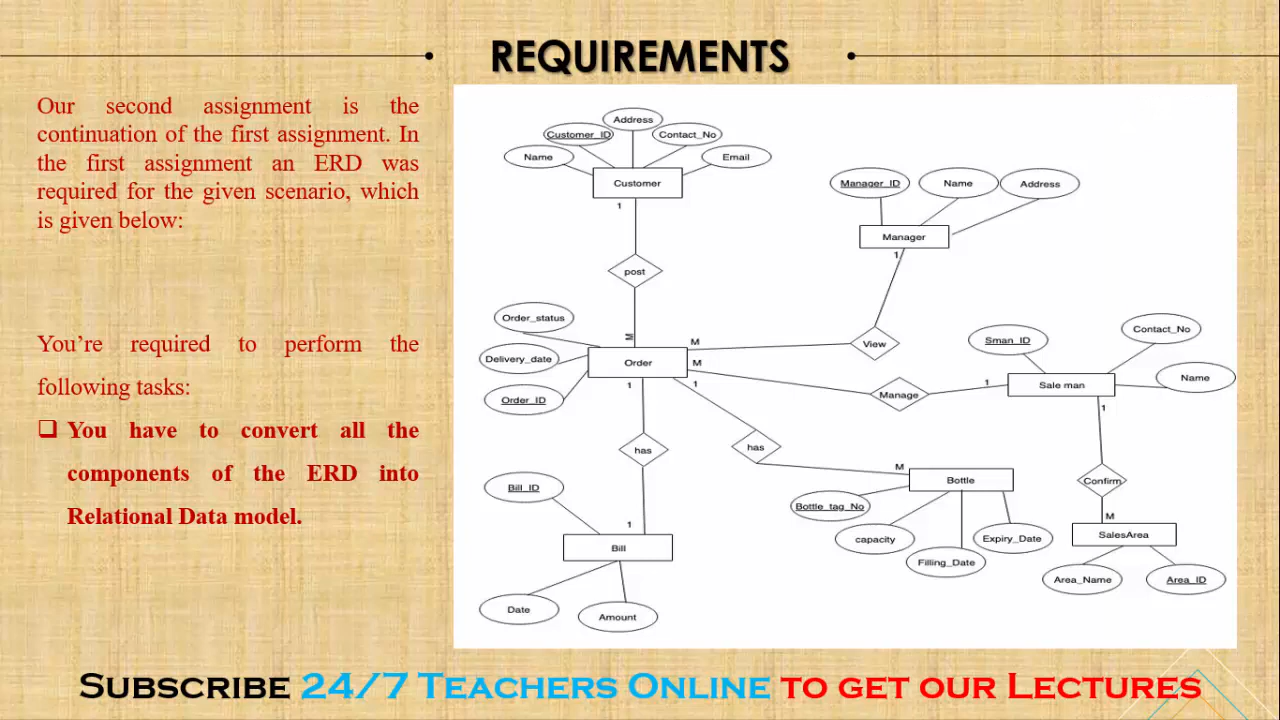 REQUIREMENTS
Our second assignment is the
continuation of the first assignment. In
the first assignment an ERD was
required for the given scenario, which
is given below:
You're required to perform the
following tasks:
❑ You have to convert all the
components of the ERD into
Relational Data model.
Address
Customer_ID
Contact_No
Name
Email
Customer
1
post
M
Manager_ID
Name
Address
Manager
1
View
Order_status
Delivery_date
Order_ID
Order
M
M
1
1
Manage
1
Sman_ID
Contact_No
Name
Sale man
1
Confirm
M
SalesArea
Area_Name
Area_ID
has
has
M
Bottle
Bottle_tag_No
capacity
Filling_Date
Expiry_Date
Bill_ID
1
Bill
Date
Amount
Subscribe 24/7 Teachers Online to get our Lectures